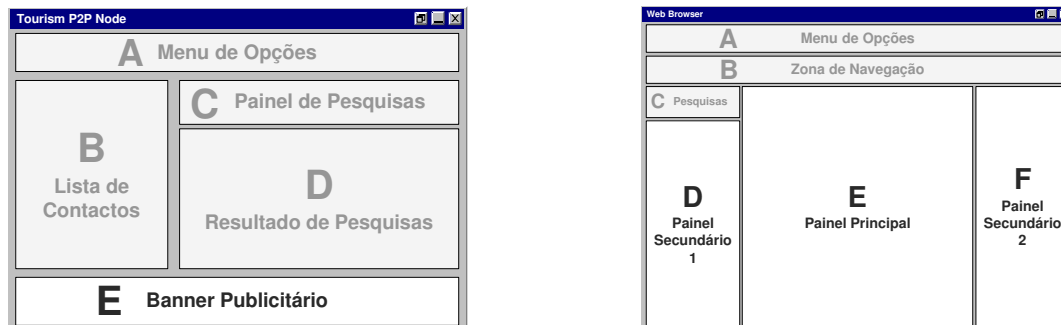 Tourism P2P Node
A Menu de Opções
B
Lista de
Contactos
C Painel de Pesquisas
D
Resultado de Pesquisas
E Banner Publicitário
Web Browser
A Menu de Opções
B Zona de Navegação
C Pesquisas
D
Painel
Secundário
1
E
Painel Principal
F
Painel
Secundário
2